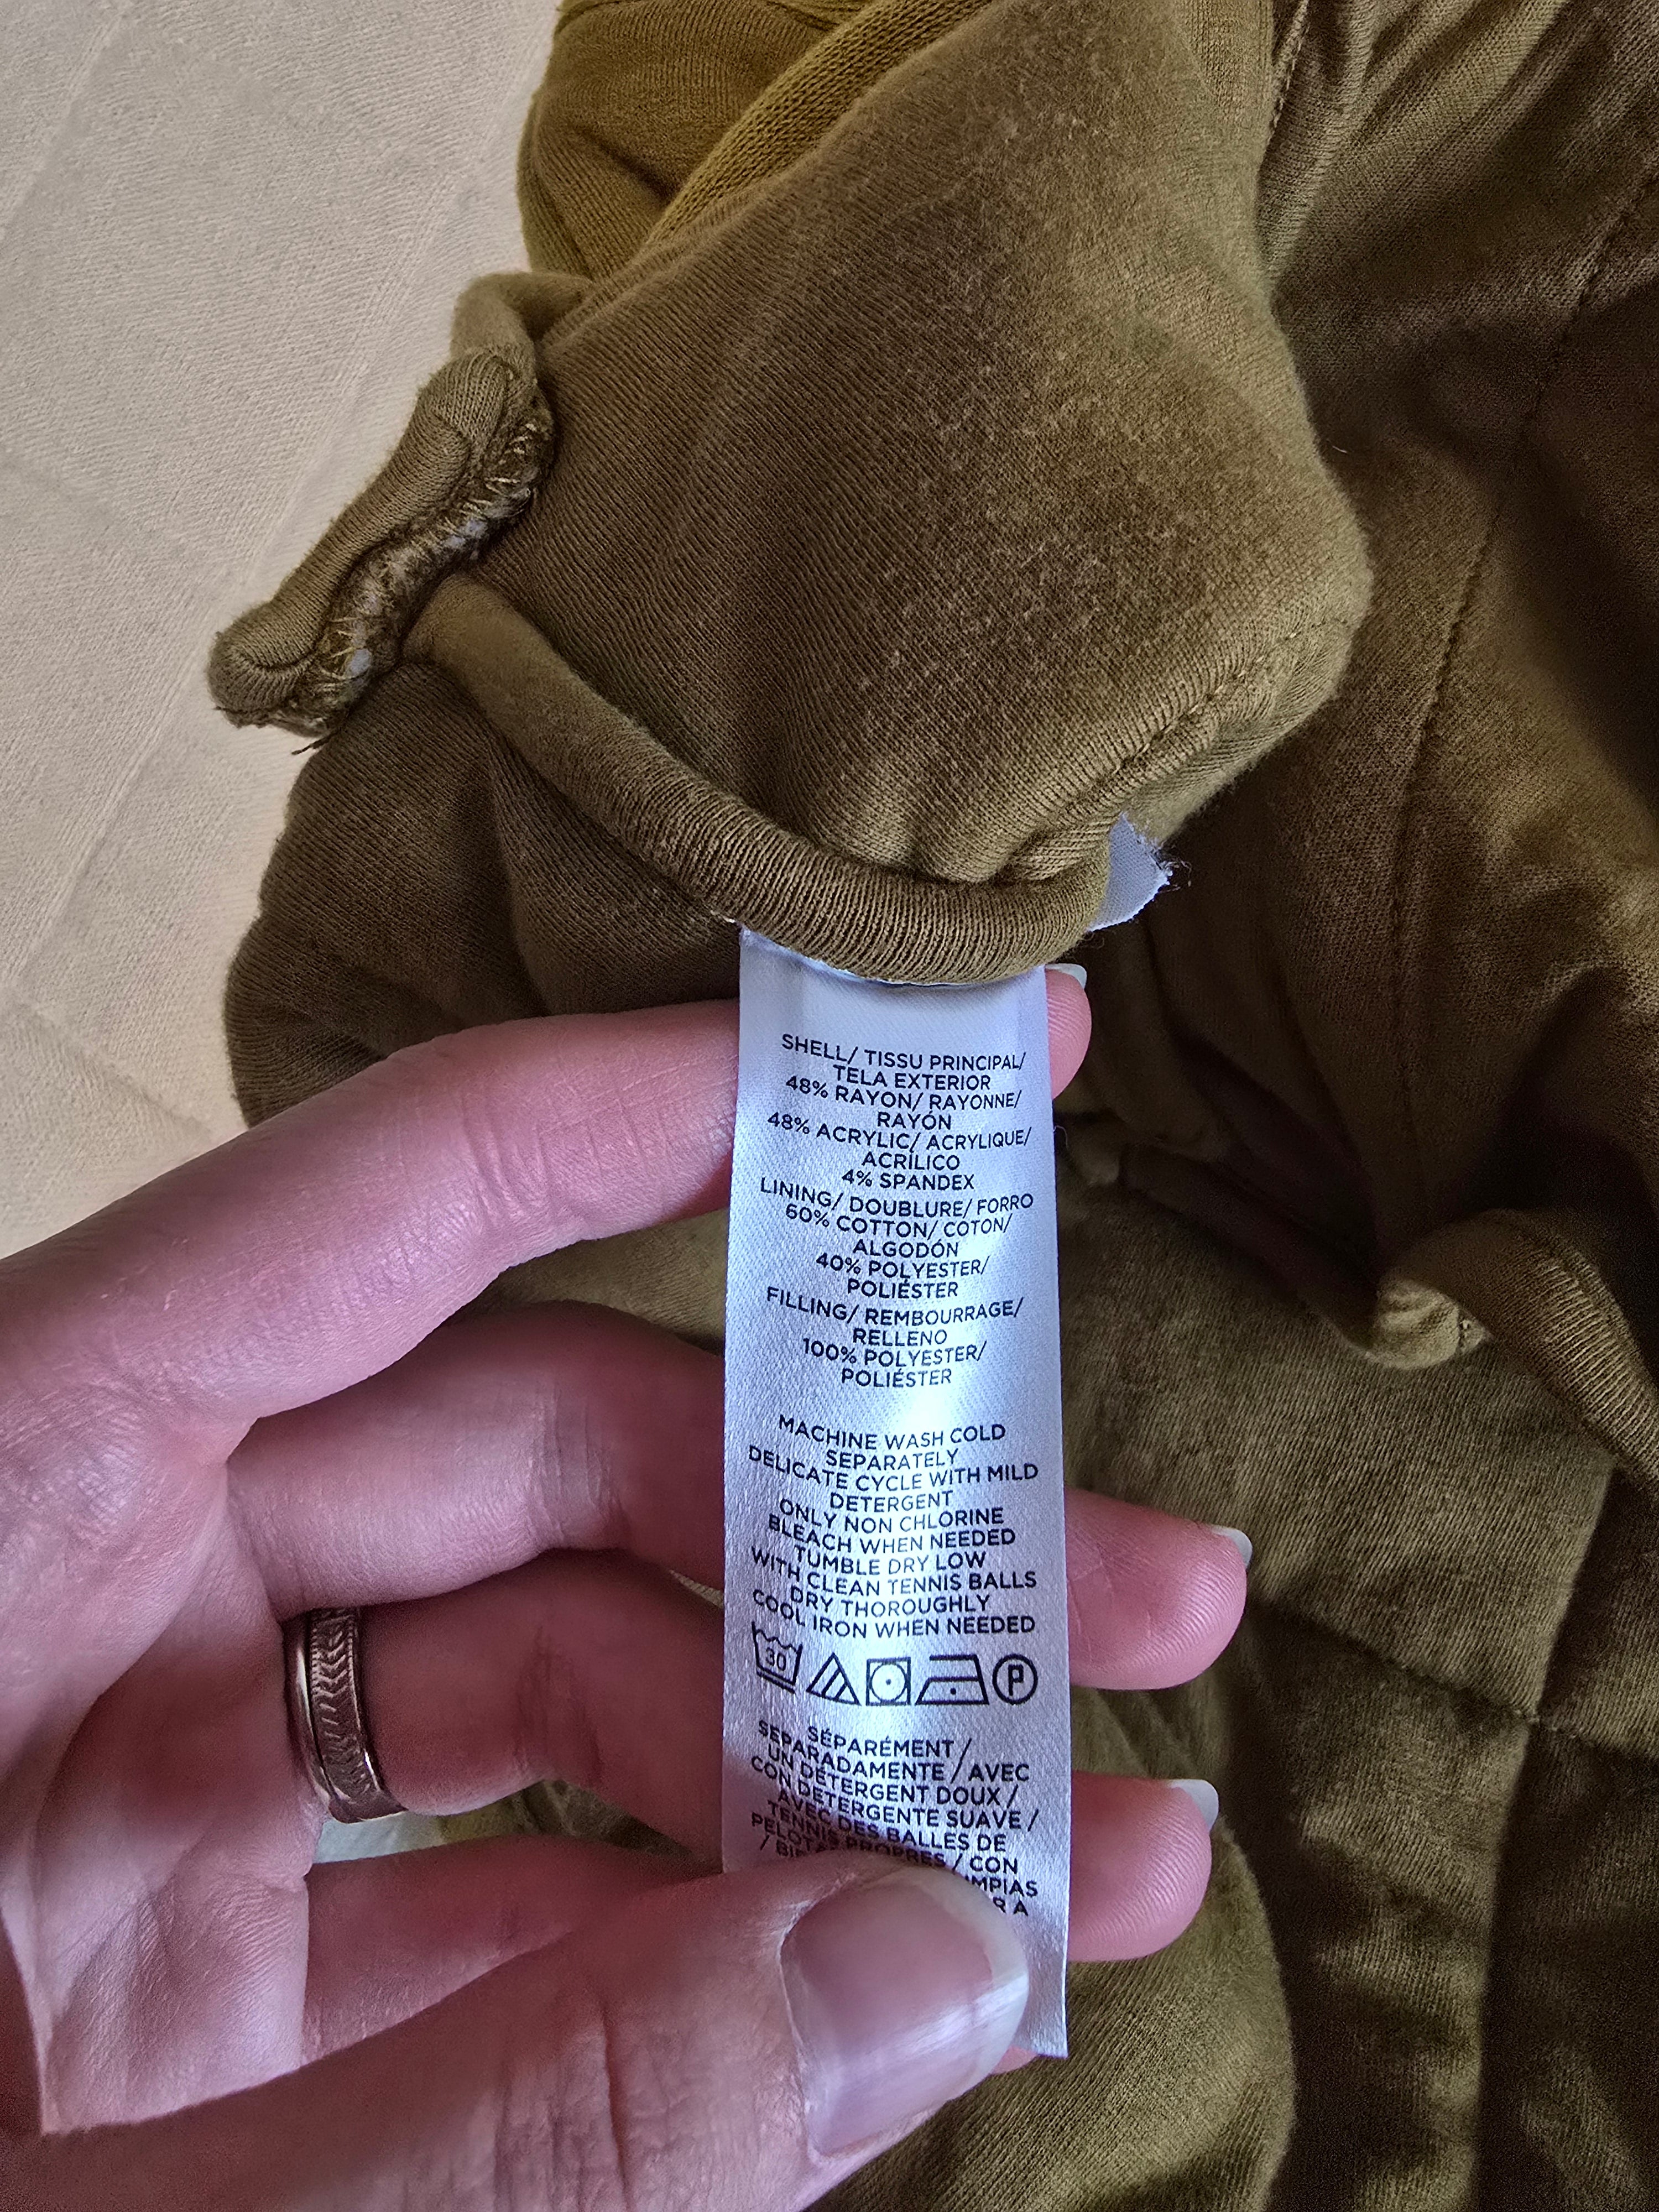 SHELL/ TISSU PRINCIPAL/
TELA EXTERIOR
48% RAYON/ RAYONNE/
RAYÓN
48% ACRYLIC/ ACRYLIQUE/
ACRÍLICO
4% SPANDEX
LINING/ DOUBLURE/ FORRO
60% COTTON/ COTON/
ALGODÓN
40% POLYESTER/
POLIÉSTER
FILLING/ REMBOURRAGE/
RELLENO
100% POLYESTER/
POLIÉSTER
MACHINE WASH COLD
SEPARATELY
DELICATE CYCLE WITH MILD
DETERGENT
ONLY NON CHLORINE
BLEACH WHEN NEEDED
TUMBLE DRY LOW
WITH CLEAN TENNIS BALLS
DRY THOROUGHLY
COOL IRON WHEN NEEDED
30 P
SÉPARÉMENT /
SEPARADAMENTE / AVEC
UN DÉTERGENT DOUX /
CON DETERGENTE SUAVE /
AVEC DES BALLES DE
TENNIS PROPRES / CON
PELOTAS